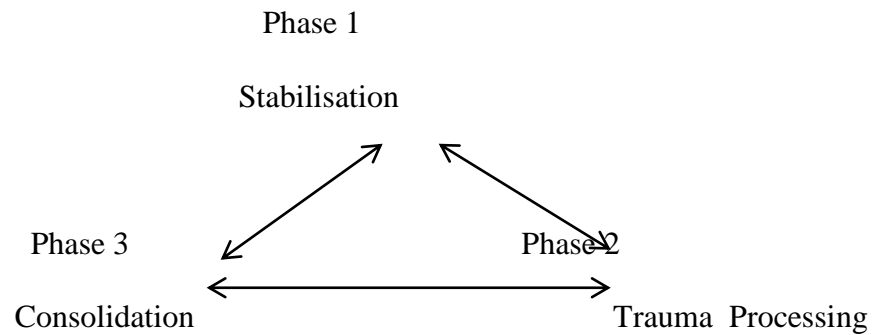 Phase 1
Stabilisation
Phase 3 Phase 2
Consolidation Trauma Processing